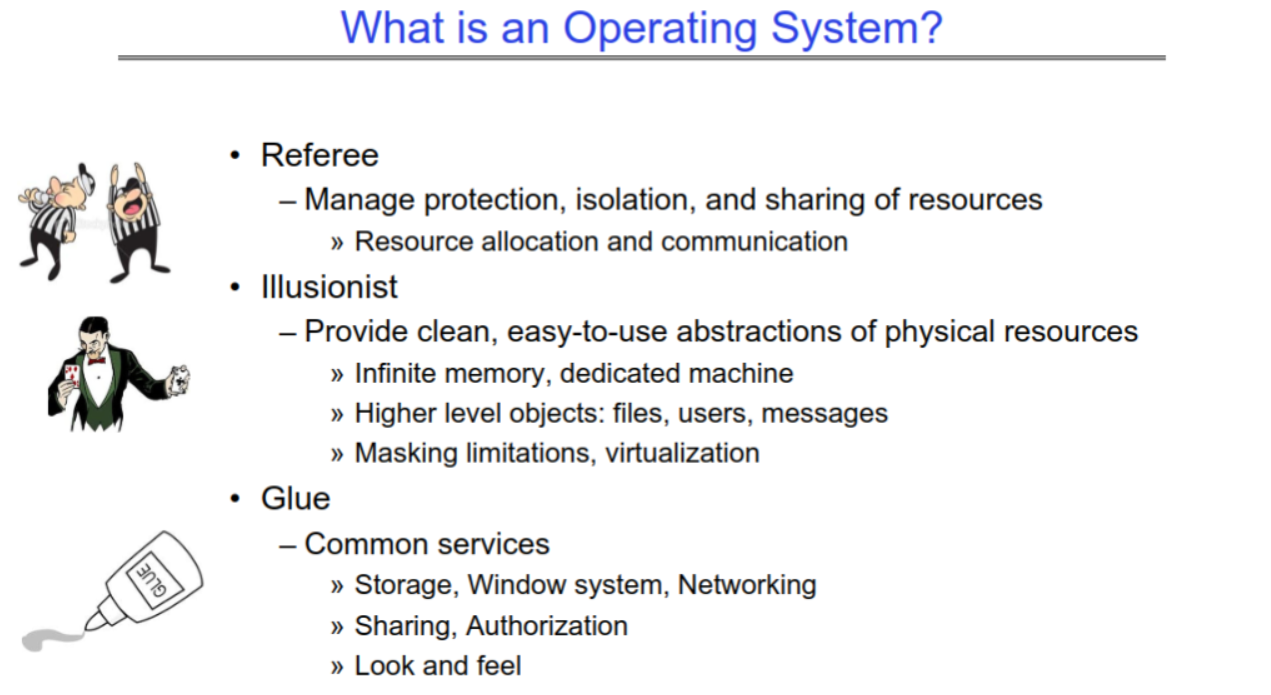 What is an Operating System?
• Referee
– Manage protection, isolation, and sharing of resources
» Resource allocation and communication
• Illusionist
– Provide clean, easy-to-use abstractions of physical resources
» Infinite memory, dedicated machine
» Higher level objects: files, users, messages
» Masking limitations, virtualization
• Glue
– Common services
» Storage, Window system, Networking
» Sharing, Authorization
» Look and feel
GLUE